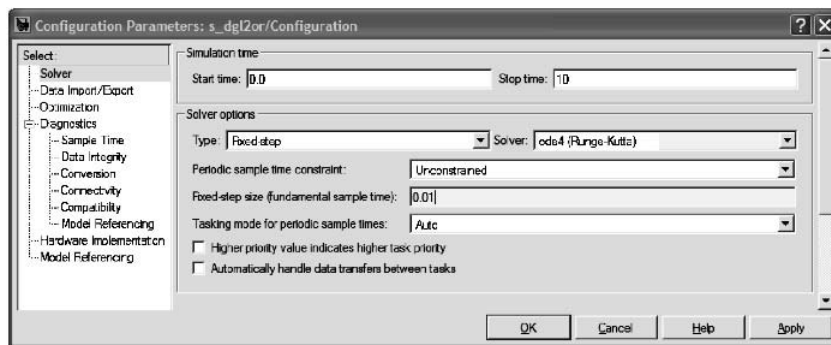 Configuration Parameters: s_dgl2or/Configuration
Select:
Solver
Data Import/Export
Optimization
Diagnostics
Sample Time
Data Integrity
Conversion
Connectivity
Compatibility
Model Referencing
Hardware Implementation
Model Referencing
Simulation time
Start time: 0.0 Stop time: 10
Solver options
Type: Fixed-step Solver: ode4 (Runge-Kutta)
Periodic sample time constraint: Unconstrained
Fixed-step size (fundamental sample time): 0.01
Tasking mode for periodic sample times: Auto
Higher priority value indicates higher task priority
Automatically handle data transfers between tasks
OK Cancel Help Apply